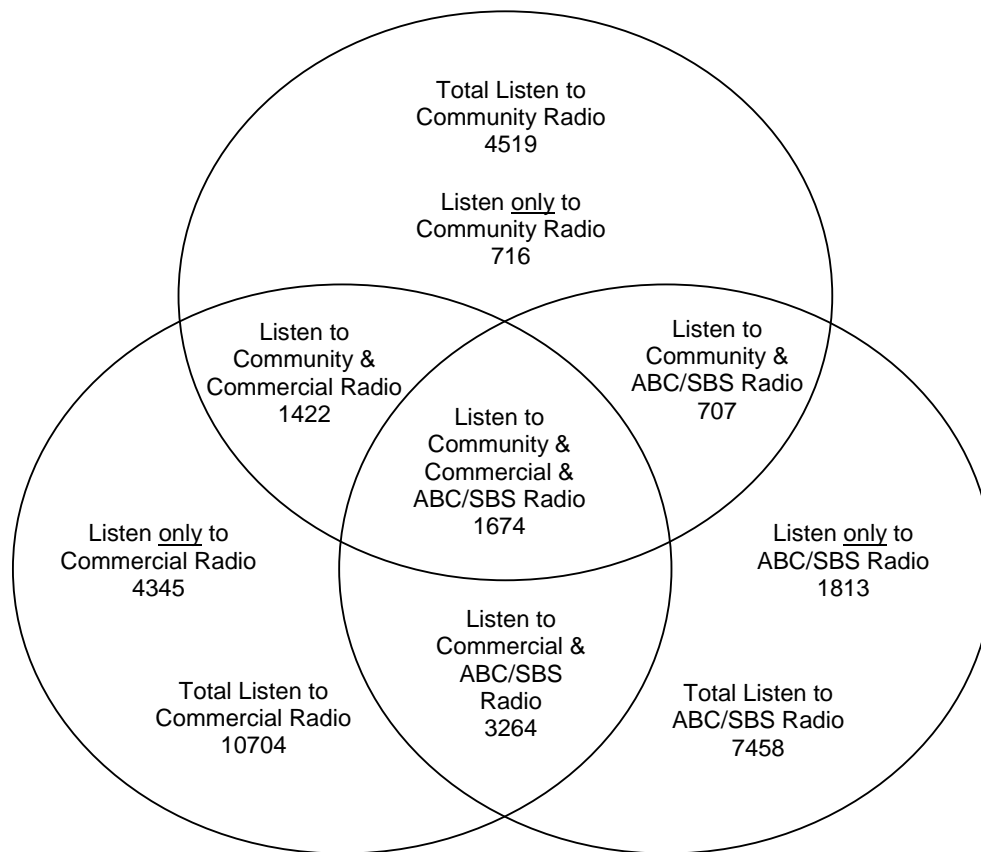 Total Listen to
Community Radio
4519
Listen only to
Community Radio
716
Listen to
Community &
Commercial Radio
1422
Listen to
Community &
ABC/SBS Radio
707
Listen to
Community &
Commercial &
ABC/SBS Radio
1674
Listen only to
Commercial Radio
4345
Listen only to
ABC/SBS Radio
1813
Listen to
Commercial &
ABC/SBS
Radio
3264
Total Listen to
Commercial Radio
10704
Total Listen to
ABC/SBS Radio
7458